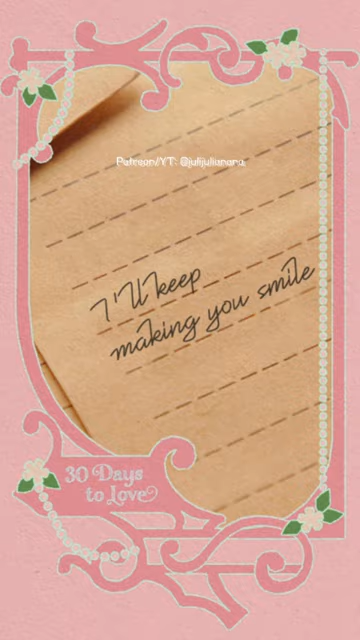 Patreon/YT: @julijulianara
I'll keep
making you smile
30 Days
to Love